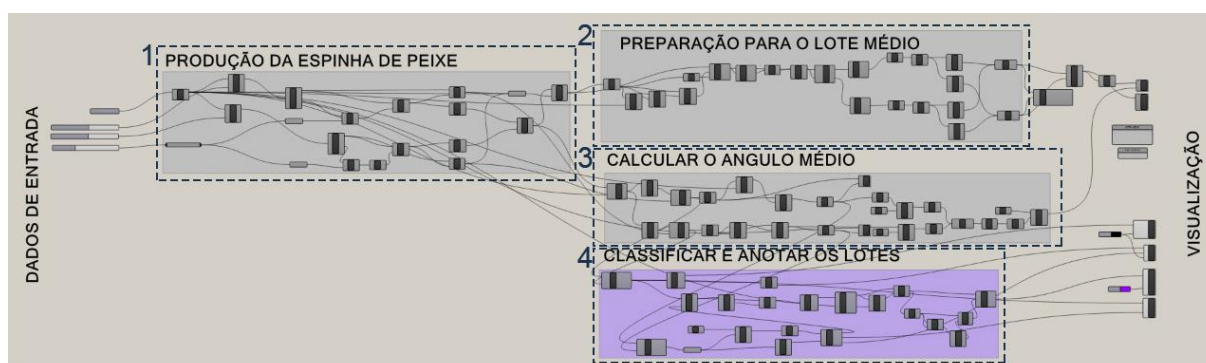 DADOS DE ENTRADA
1
PRODUÇÃO DA ESPINHA DE PEIXE
2
PREPARAÇÃO PARA O LOTE MÉDIO
3
CALCULAR O ANGULO MÉDIO
4
CLASSIFICAR E ANOTAR OS LOTES
VISUALIZAÇÃO